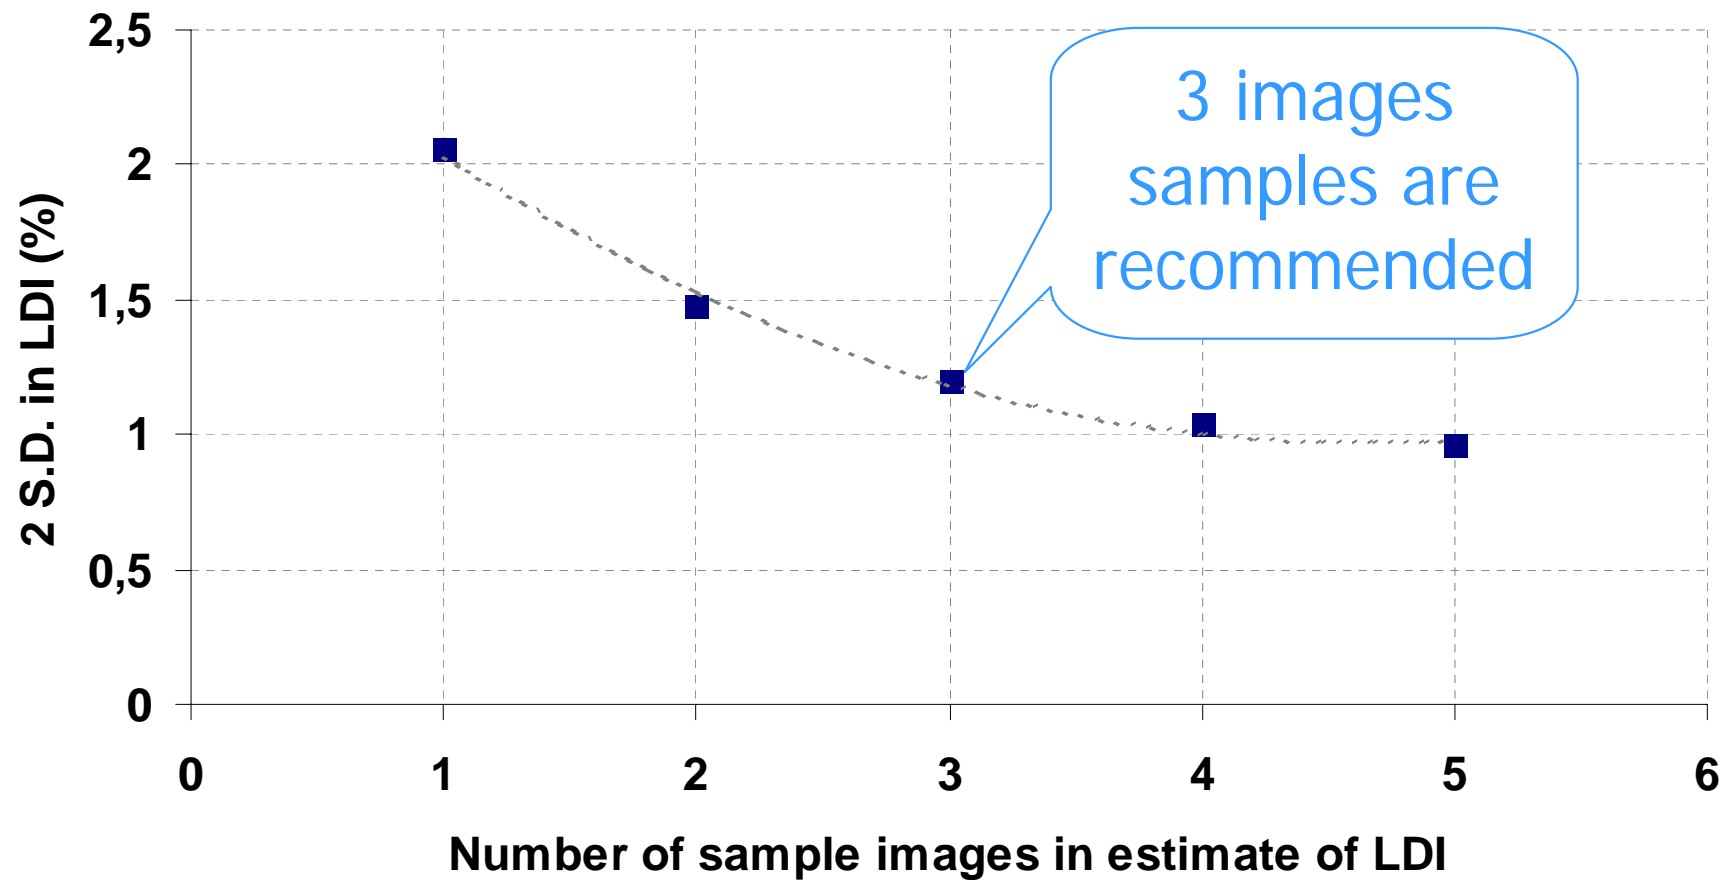 2,5
2
1,5
1
0,5
0
2 S.D. in LDI (%)
3 images
samples are
recommended
0 1 2 3 4 5 6
Number of sample images in estimate of LDI